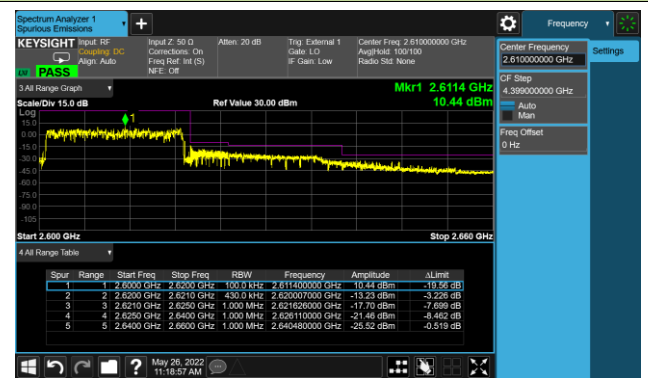 Spectrum Analyzer 1
Spurious Emissions
Frequency
KEYSIGHT
Input: RF
Coupling: DC
Align: Auto
Input Z: 50 Ω
Corrections: On
Freq Ref: Int (S)
NFE: Off
Atten: 20 dB
Trig: External 1
Gate: LO
IF Gain: Low
Center Freq: 2.610000000 GHz
Avg|Hold: 100/100
Radio Std: None
PASS
Center Frequency
2.610000000 GHz
Settings
CF Step
4.399000000 GHz
Auto
Man
Freq Offset
0 Hz
3 All Range Graph
Mkr1 2.6114 GHz
Scale/Div 15.0 dB
Ref Value 30.00 dBm
10.44 dBm
Log
15.0
0.00
-15.0
-30.0
-45.0
-60.0
-75.0
-90.0
-105
1
Start 2.600 GHz
Stop 2.660 GHz
4 All Range Table
Spur Range Start Freq Stop Freq RBW Frequency Amplitude ΔLimit
1 1 2.6000 GHz 2.6200 GHz 100.0 kHz 2.611400000 GHz 10.44 dBm -19.56 dB
2 2 2.6200 GHz 2.6210 GHz 430.0 kHz 2.620007000 GHz -13.23 dBm -3.226 dB
3 3 2.6210 GHz 2.6250 GHz 1.000 MHz 2.621626000 GHz -17.70 dBm -7.699 dB
4 4 2.6250 GHz 2.6400 GHz 1.000 MHz 2.626110000 GHz -21.46 dBm -8.462 dB
5 5 2.6400 GHz 2.6600 GHz 1.000 MHz 2.640480000 GHz -25.52 dBm -0.519 dB
?
May 26, 2022
11:18:57 AM